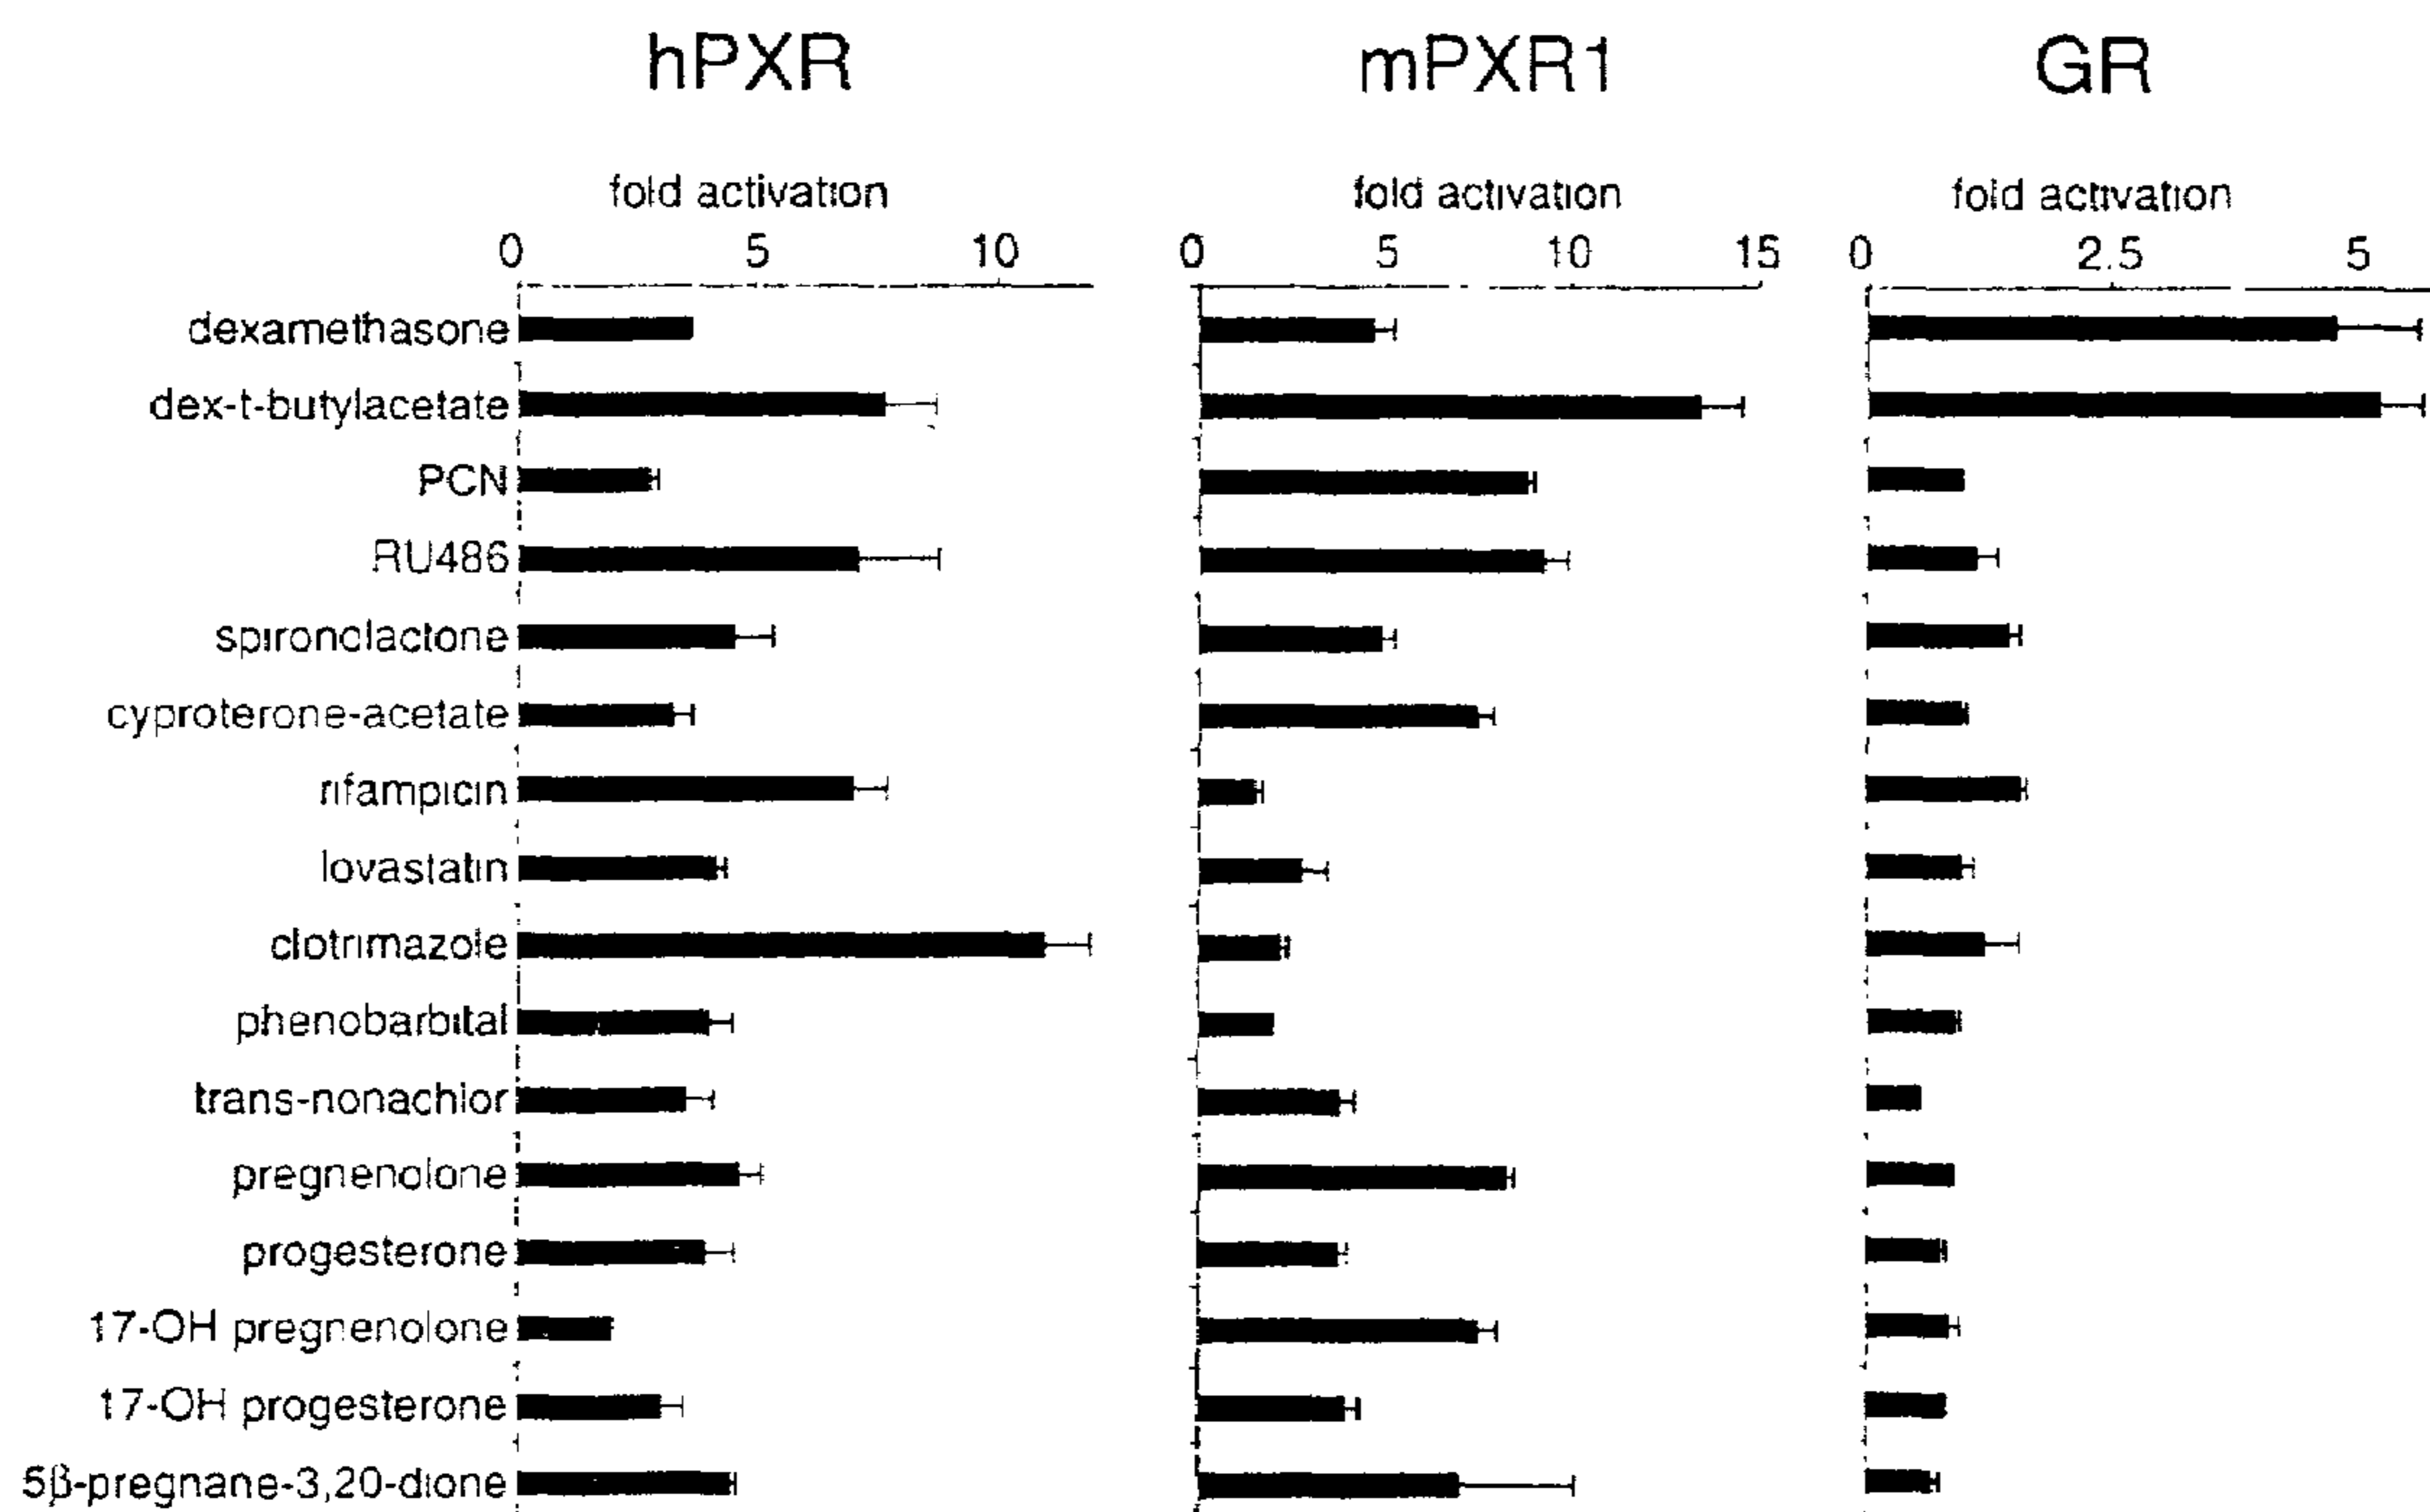 hPXR mPXR1 GR
fold activation fold activation fold activation
0 5 10 0 5 10 15 0 2.5 5
dexamethasone
dex-t-butylacetate
PCN
RU486
spironolactone
cyproterone-acetate
rifampicin
lovastatin
clotrimazole
phenobarbital
trans-nonachlor
pregnenolone
progesterone
17-OH pregnenolone
17-OH progesterone
5β-pregnane-3,20-dione